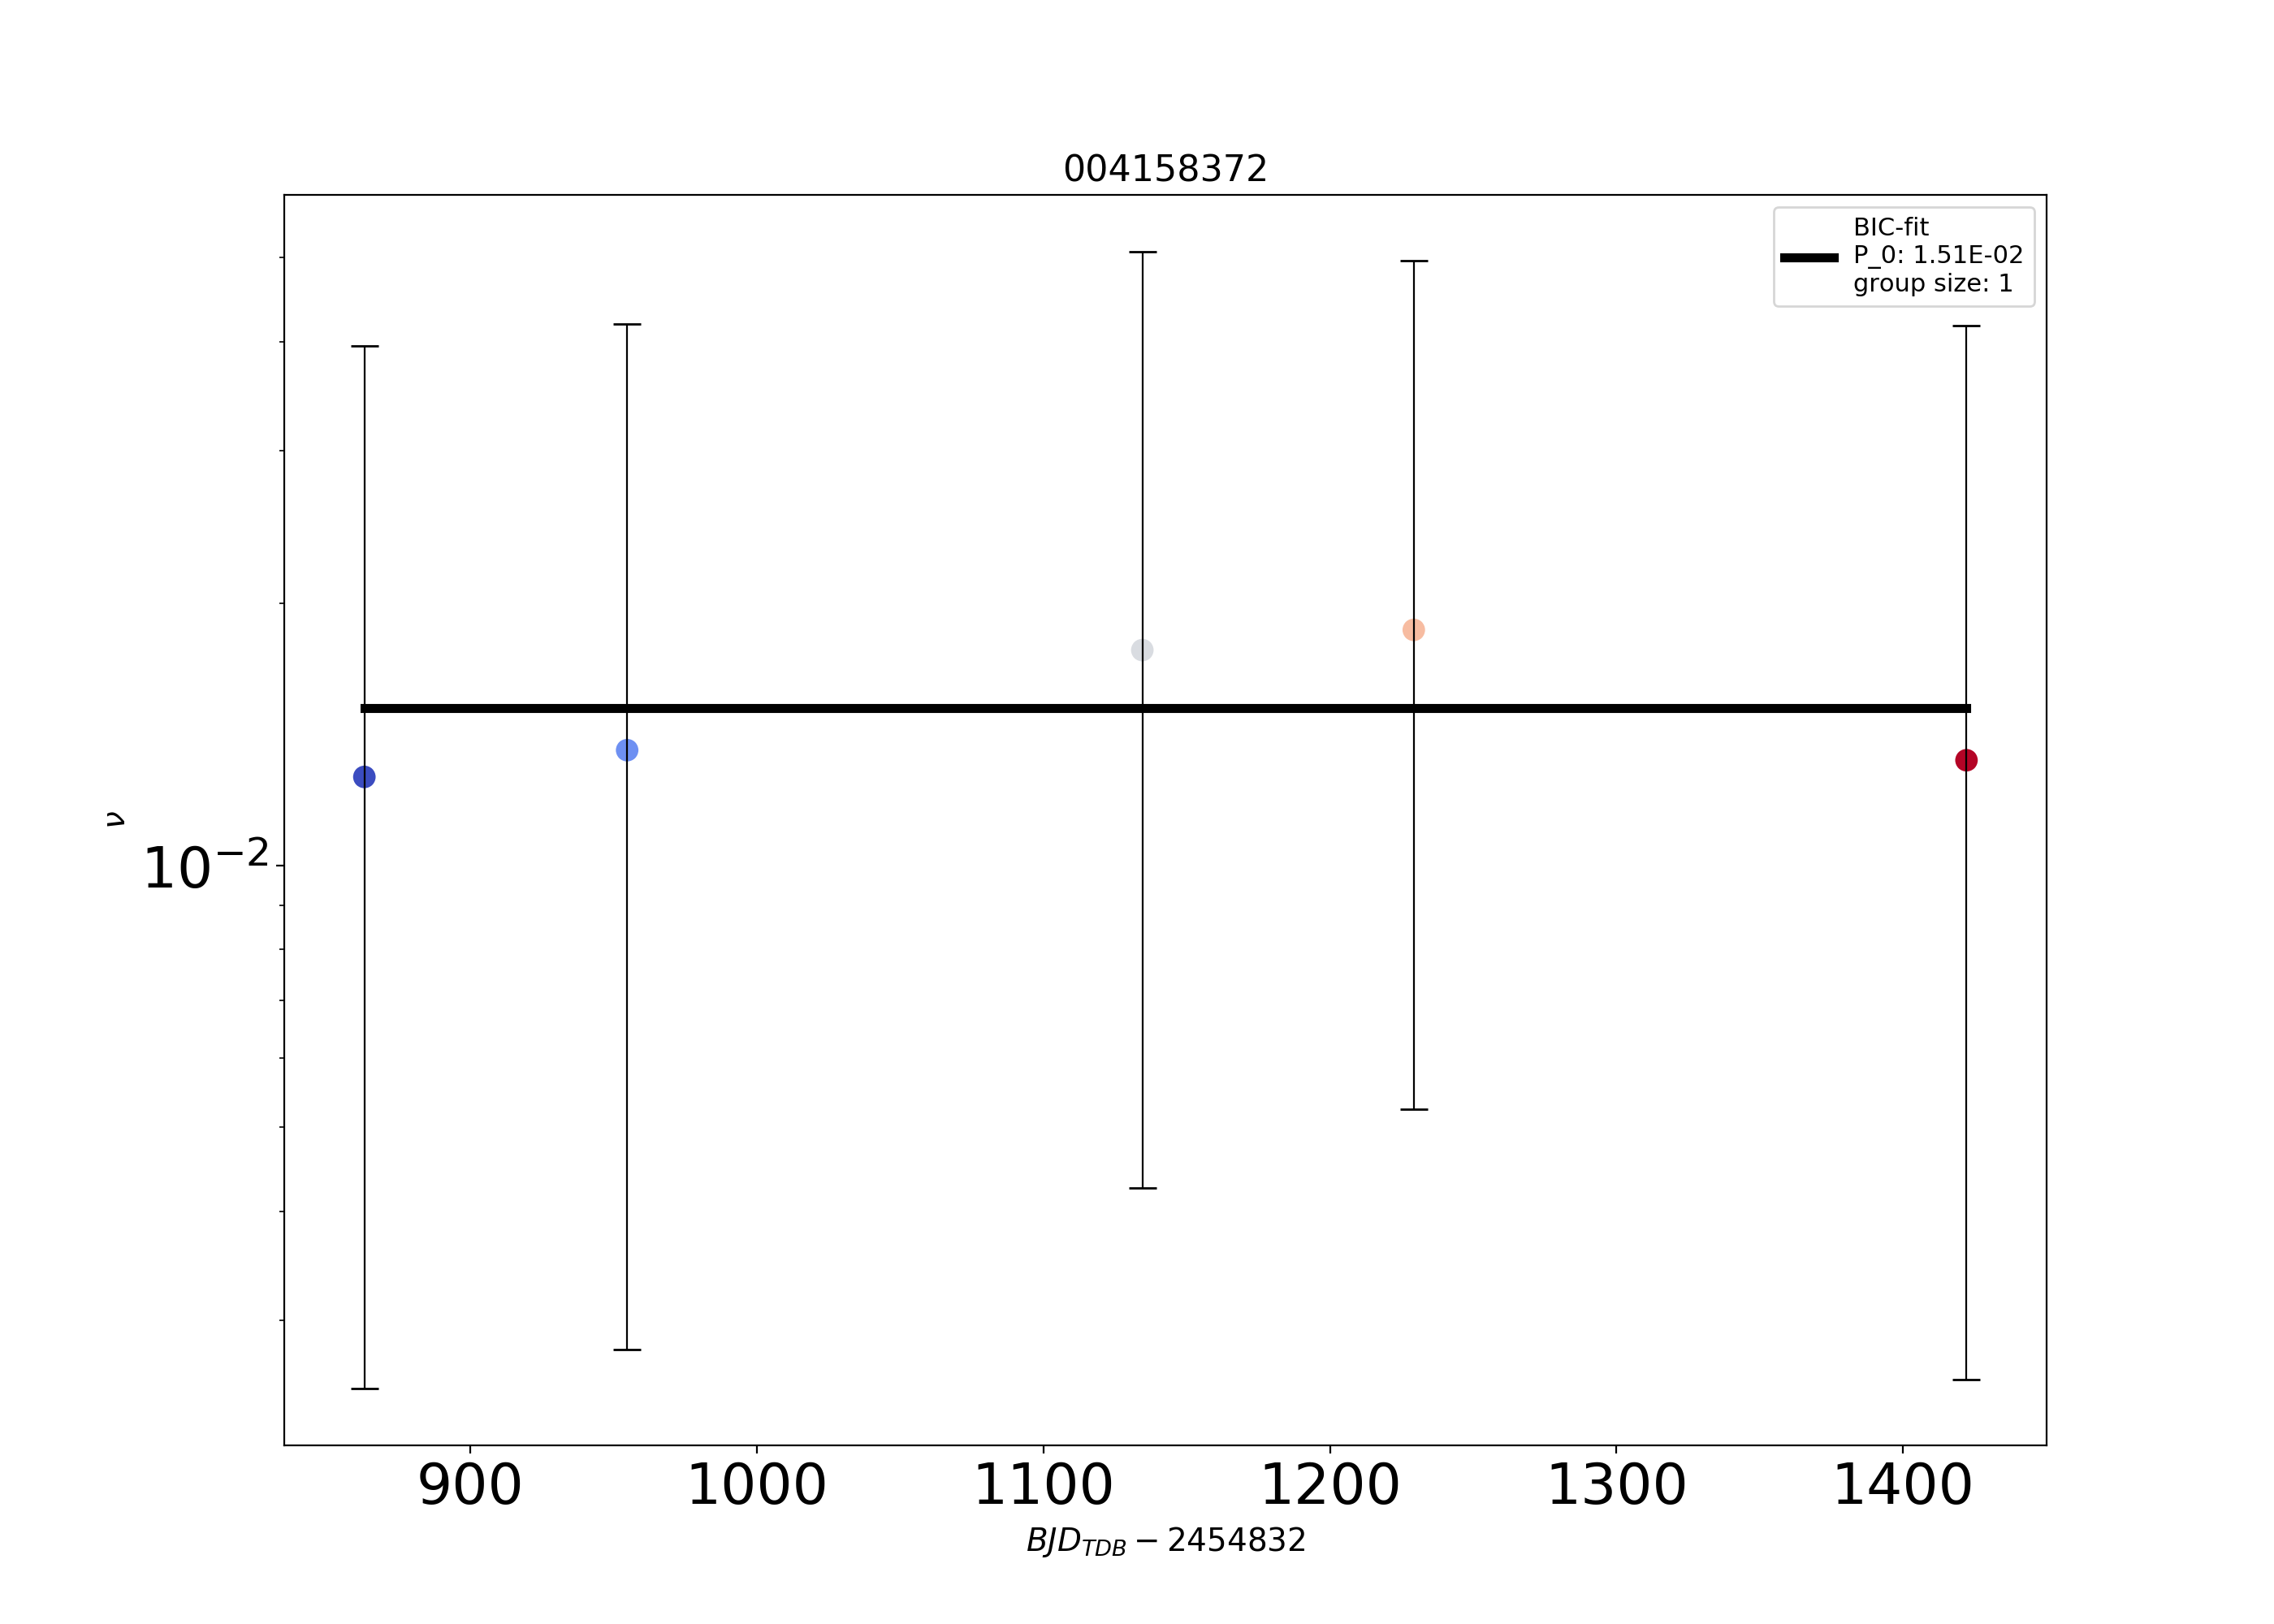 004158372
BIC-fit
P_0: 1.51E-02
group size: 1
ν
10⁻²
900 1000 1100 1200 1300 1400
BJD_TDB − 2454832